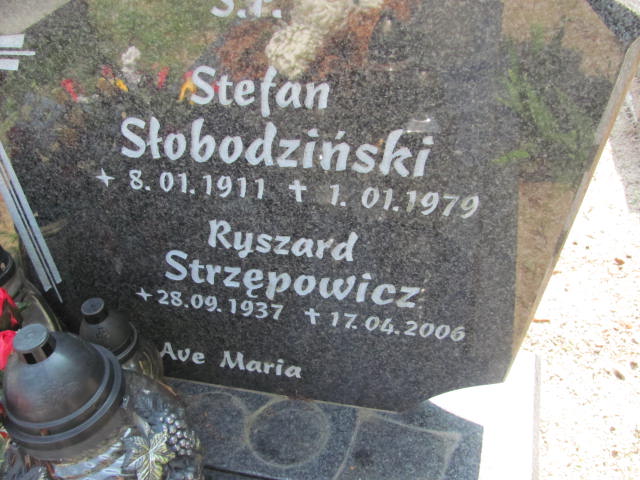 Ś.P.
Stefan
Słobodziński
+ 8.01.1911 † 1.01.1979
Ryszard
Strzępowicz
+ 28.09.1937 † 17.04.2006
Ave Maria